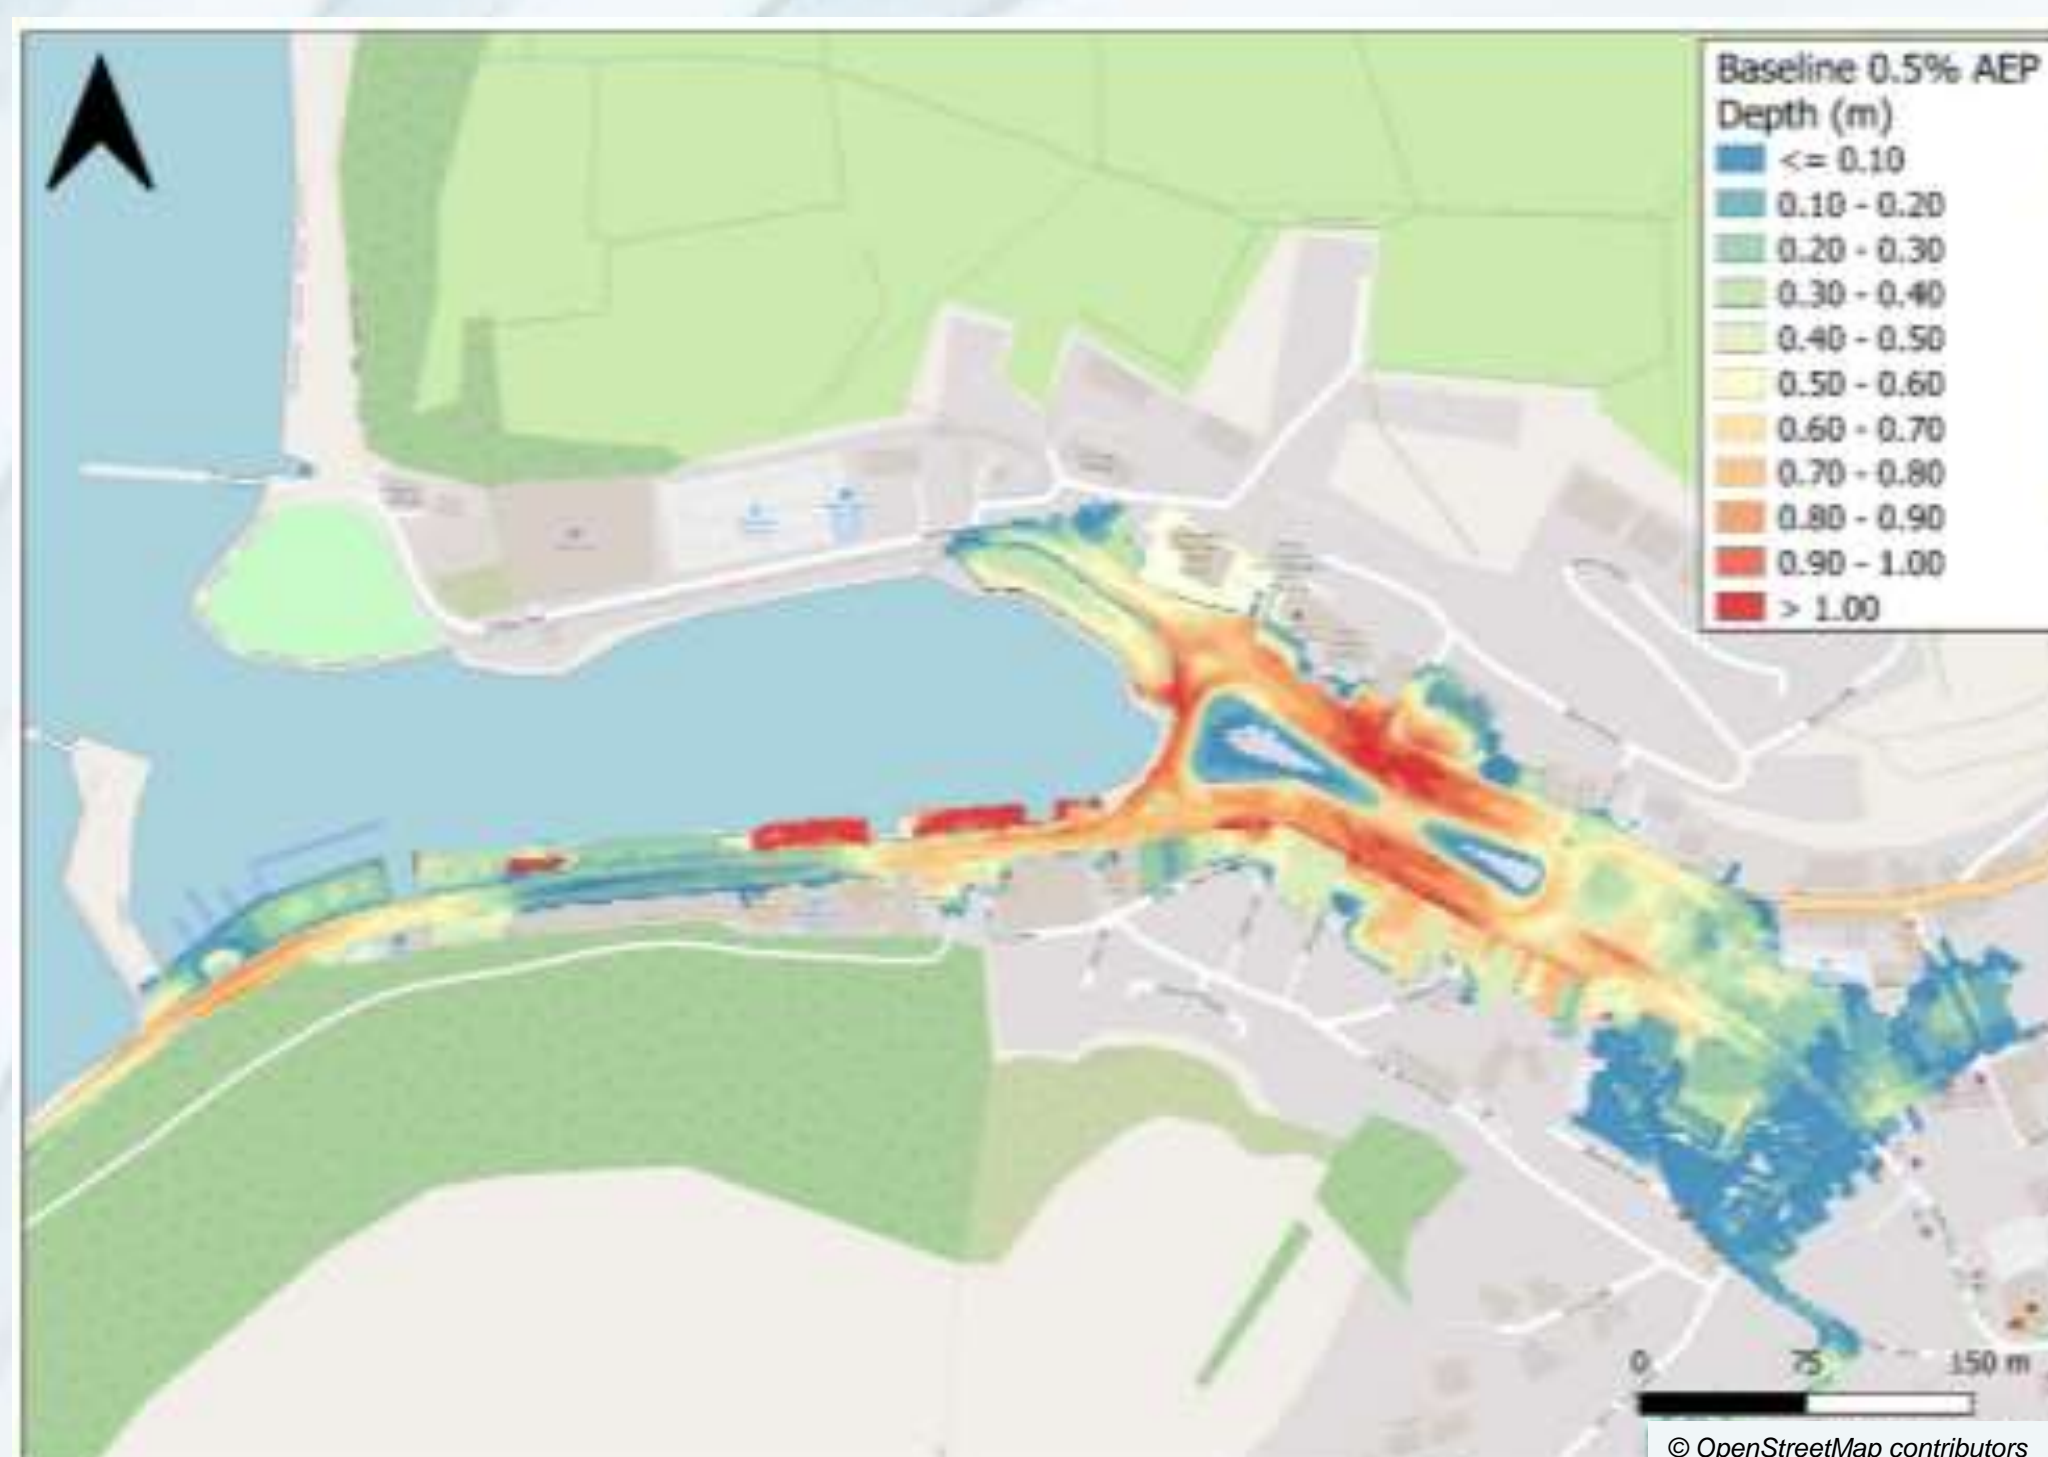 Baseline 0.5% AEP
Depth (m)
<= 0.10
0.10 - 0.20
0.20 - 0.30
0.30 - 0.40
0.40 - 0.50
0.50 - 0.60
0.60 - 0.70
0.70 - 0.80
0.80 - 0.90
0.90 - 1.00
> 1.00
0 75 150 m
© OpenStreetMap contributors